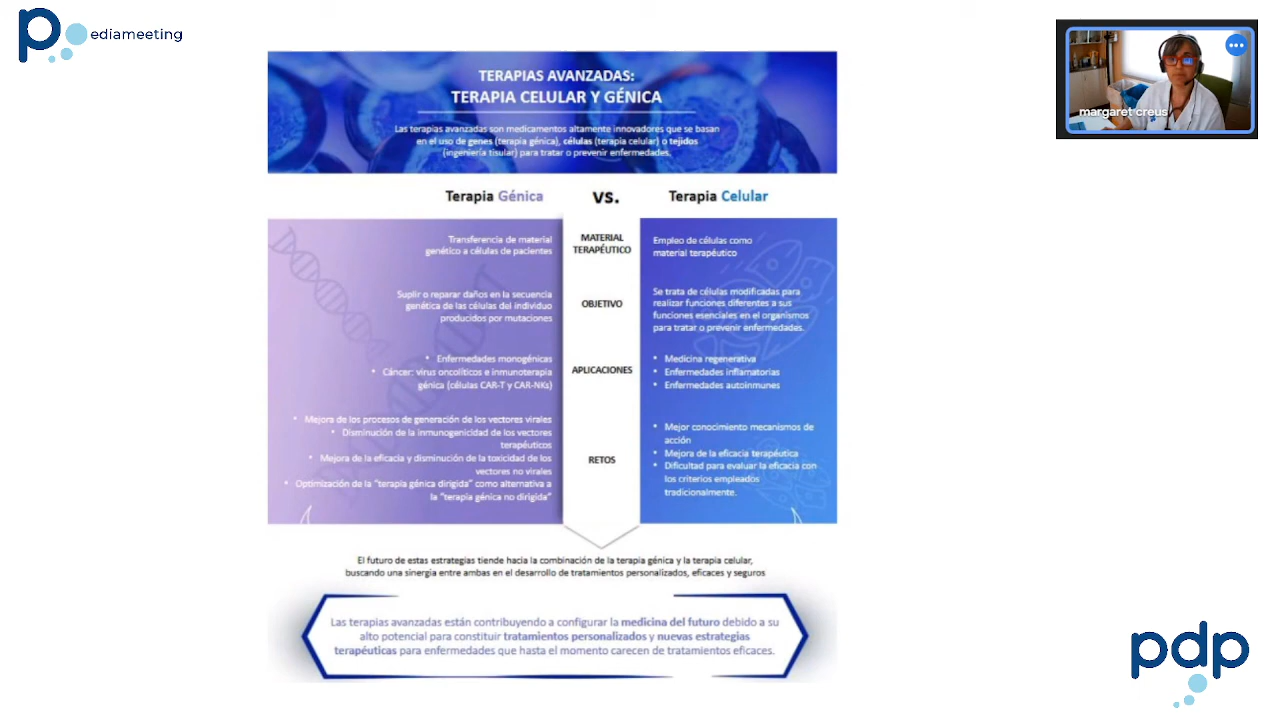 ediameeting
margaret creus
TERAPIAS AVANZADAS:
TERAPIA CELULAR Y GÉNICA
Las terapias avanzadas son medicamentos altamente innovadores que se basan
en el uso de genes (terapia génica), células (terapia celular) o tejidos
(ingeniería tisular) para tratar o prevenir enfermedades.
Terapia Génica
vs.
Terapia Celular
Transferencia de material
genético a células de pacientes
MATERIAL
TERAPÉUTICO
Empleo de células como
material terapéutico
Suplir o reparar daños en la secuencia
genética de las células del individuo
producidos por mutaciones
OBJETIVO
Se trata de células modificadas para
realizar funciones diferentes a sus
funciones esenciales en el organismos
para tratar o prevenir enfermedades.
• Enfermedades monogénicas
• Cáncer: virus oncolíticos e inmunoterapia
génica (células CAR-T y CAR-NKs)
APLICACIONES
• Medicina regenerativa
• Enfermedades inflamatorias
• Enfermedades autoinmunes
• Mejora de los procesos de generación de los vectores virales
• Disminución de la inmunogenicidad de los vectores
terapéuticos
• Mejora de la eficacia y disminución de la toxicidad de los
vectores no virales
• Optimización de la "terapia génica dirigida" como alternativa a
la "terapia génica no dirigida"
RETOS
• Mejor conocimiento mecanismos de
acción
• Mejora de la eficacia terapéutica
• Dificultad para evaluar la eficacia con
los criterios empleados
tradicionalmente.
El futuro de estas estrategias tiende hacia la combinación de la terapia génica y la terapia celular,
buscando una sinergia entre ambas en el desarrollo de tratamientos personalizados, eficaces y seguros
Las terapias avanzadas están contribuyendo a configurar la medicina del futuro debido a su
alto potencial para constituir tratamientos personalizados y nuevas estrategias
terapéuticas para enfermedades que hasta el momento carecen de tratamientos eficaces.
pdp